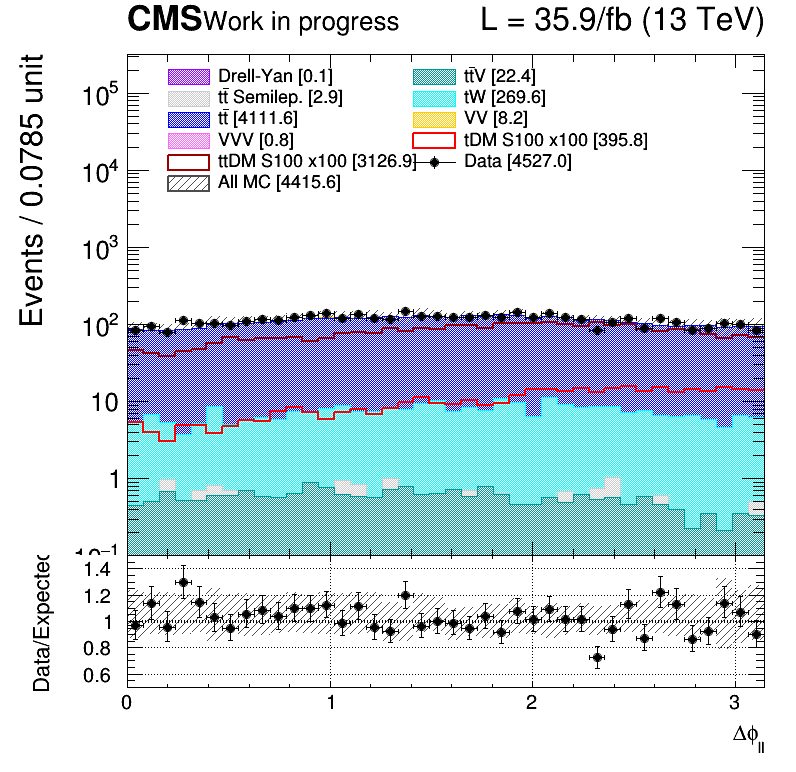 CMS Work in progress L = 35.9/fb (13 TeV)
Events / 0.0785 unit
Drell-Yan [0.1] tt̄V [22.4]
tt̄ Semilep. [2.9] tW [269.6]
tt̄ [4111.6] VV [8.2]
VVV [0.8] tDM S100 x100 [395.8]
ttDM S100 x100 [3126.9] Data [4527.0]
All MC [4415.6]
10⁵
10⁴
10³
10²
10
1
10⁻¹
Data/Expected
1.4
1.2
1
0.8
0.6
0 1 2 3
Δϕ_ll